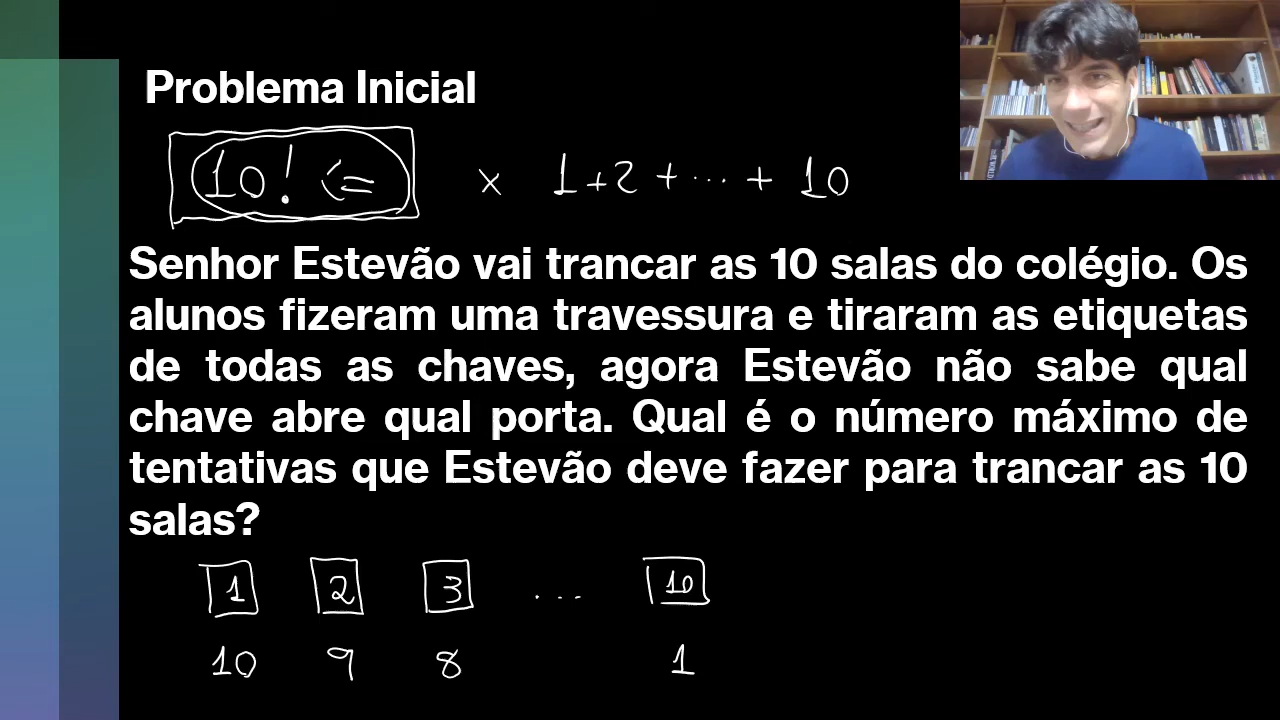 Problema Inicial
10! <= x 1+2+...+10
Senhor Estevão vai trancar as 10 salas do colégio. Os
alunos fizeram uma travessura e tiraram as etiquetas
de todas as chaves, agora Estevão não sabe qual
chave abre qual porta. Qual é o número máximo de
tentativas que Estevão deve fazer para trancar as 10
salas?
1 2 3 ... 10
10 9 8 1